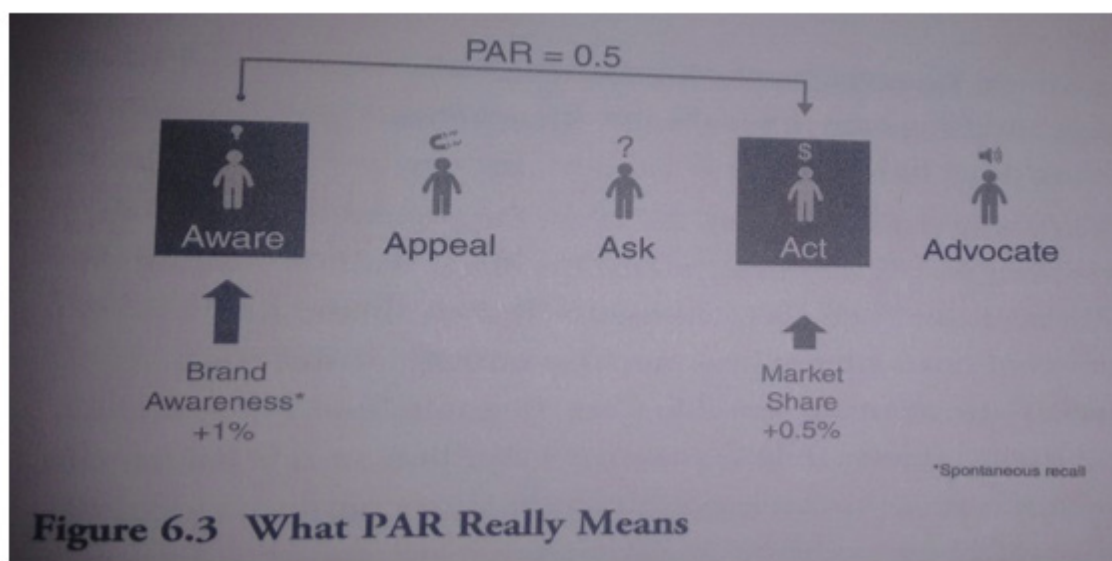 PAR = 0.5
?
$
Aware
Appeal
Ask
Act
Advocate
Brand
Awareness*
+1%
Market
Share
+0.5%
*Spontaneous recall
Figure 6.3 What PAR Really Means